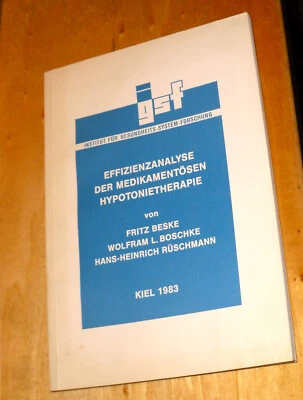 igsf
INSTITUT FÜR GESUNDHEITS-SYSTEM-FORSCHUNG
EFFIZIENZANALYSE
DER MEDIKAMENTÖSEN
HYPOTONIETHERAPIE
von
FRITZ BESKE
WOLFRAM L. BOSCHKE
HANS-HEINRICH RÜSCHMANN
KIEL 1983